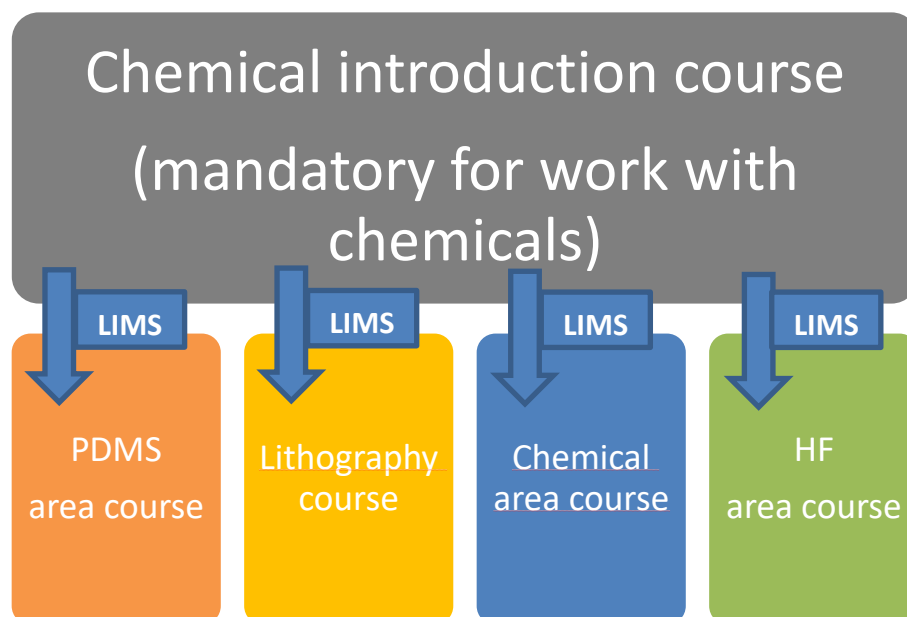 Chemical introduction course
(mandatory for work with
chemicals)
LIMS
LIMS
LIMS
LIMS
PDMS
area course
Lithography
course
Chemical
area course
HF
area course